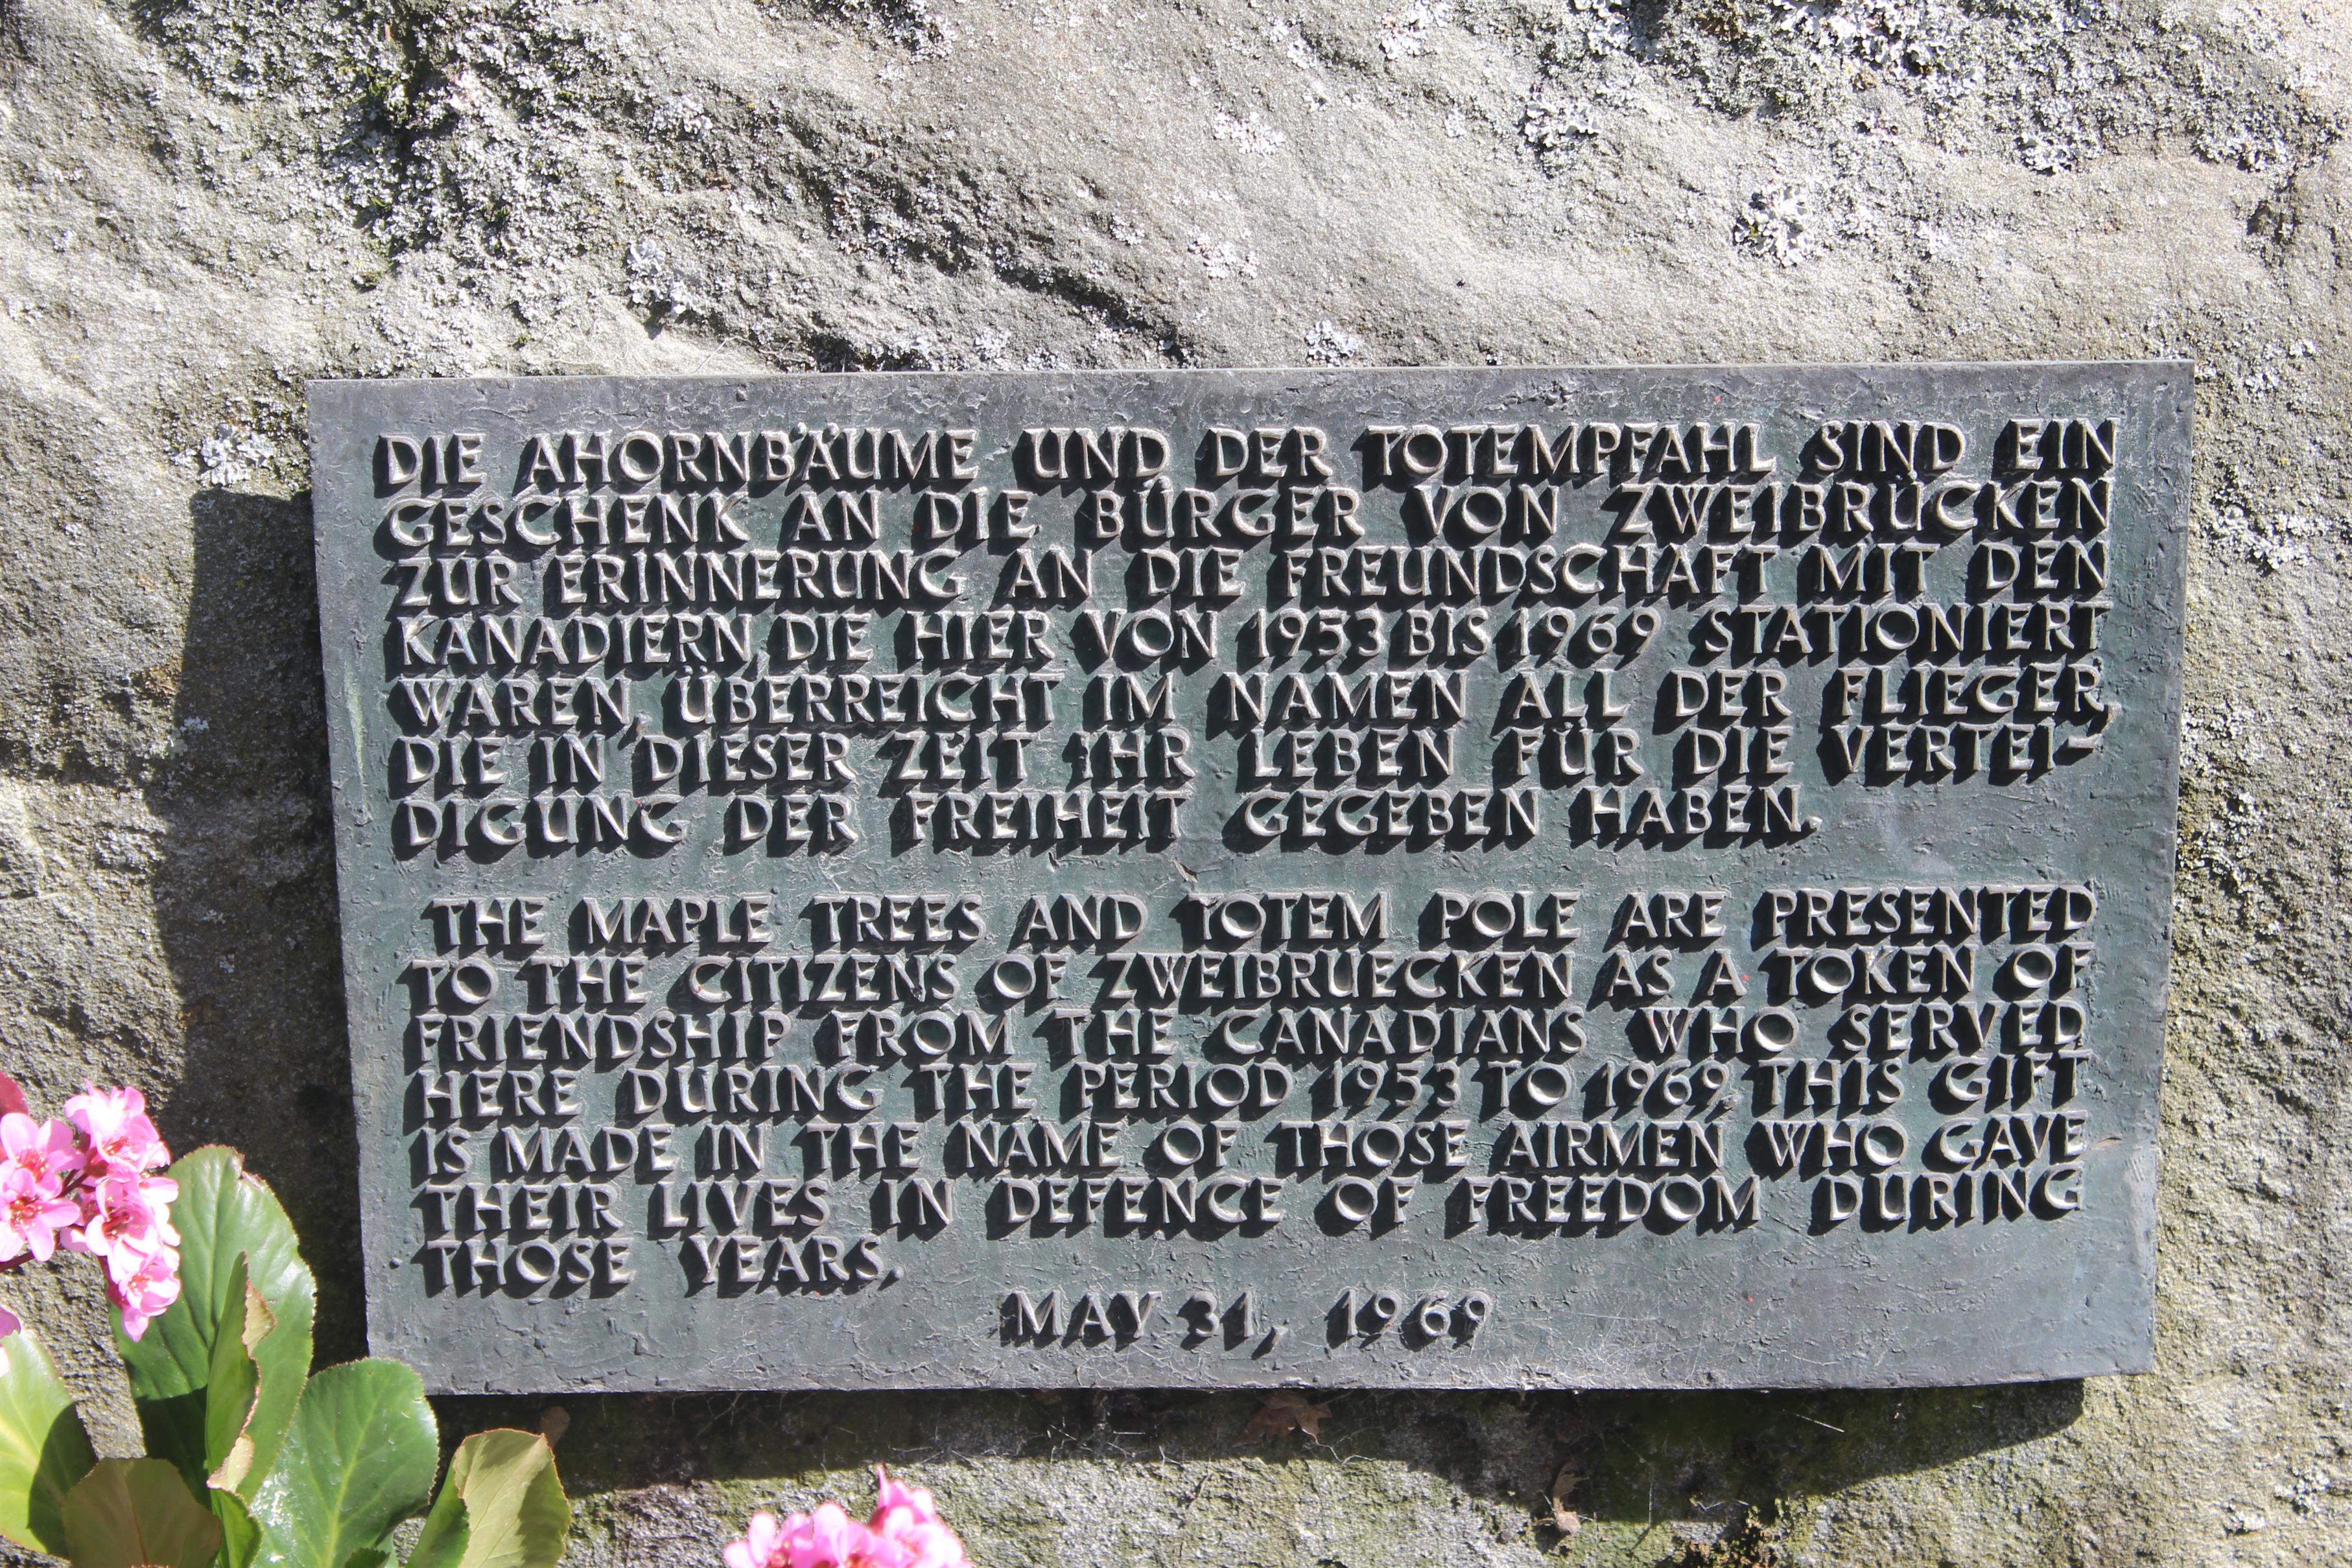 DIE AHORNBÄUME UND DER TOTEMPFAHL SIND EIN
GESCHENK AN DIE BÜRGER VON ZWEIBRÜCKEN
ZUR ERINNERUNG AN DIE FREUNDSCHAFT MIT DEN
KANADIERN, DIE HIER VON 1953 BIS 1969 STATIONIERT
WAREN, ÜBERREICHT IM NAMEN ALL DER FLIEGER,
DIE IN DIESER ZEIT IHR LEBEN FÜR DIE VERTEI-
DIGUNG DER FREIHEIT GEGEBEN HABEN.
THE MAPLE TREES AND TOTEM POLE ARE PRESENTED
TO THE CITIZENS OF ZWEIBRUECKEN AS A TOKEN OF
FRIENDSHIP FROM THE CANADIANS WHO SERVED
HERE DURING THE PERIOD 1953 TO 1969. THIS GIFT
IS MADE IN THE NAME OF THOSE AIRMEN WHO GAVE
THEIR LIVES IN DEFENCE OF FREEDOM DURING
THOSE YEARS.
MAY 31, 1969